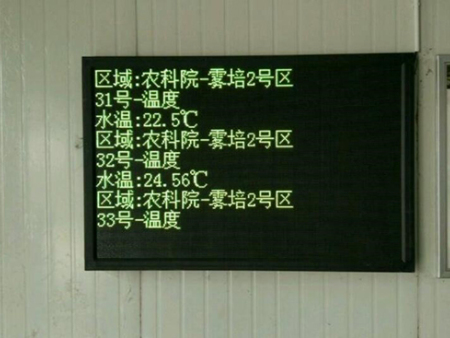 区域:农科院-雾培2号区
31号-温度
水温:22.5℃
区域:农科院-雾培2号区
32号-温度
水温:24.56℃
区域:农科院-雾培2号区
33号-温度